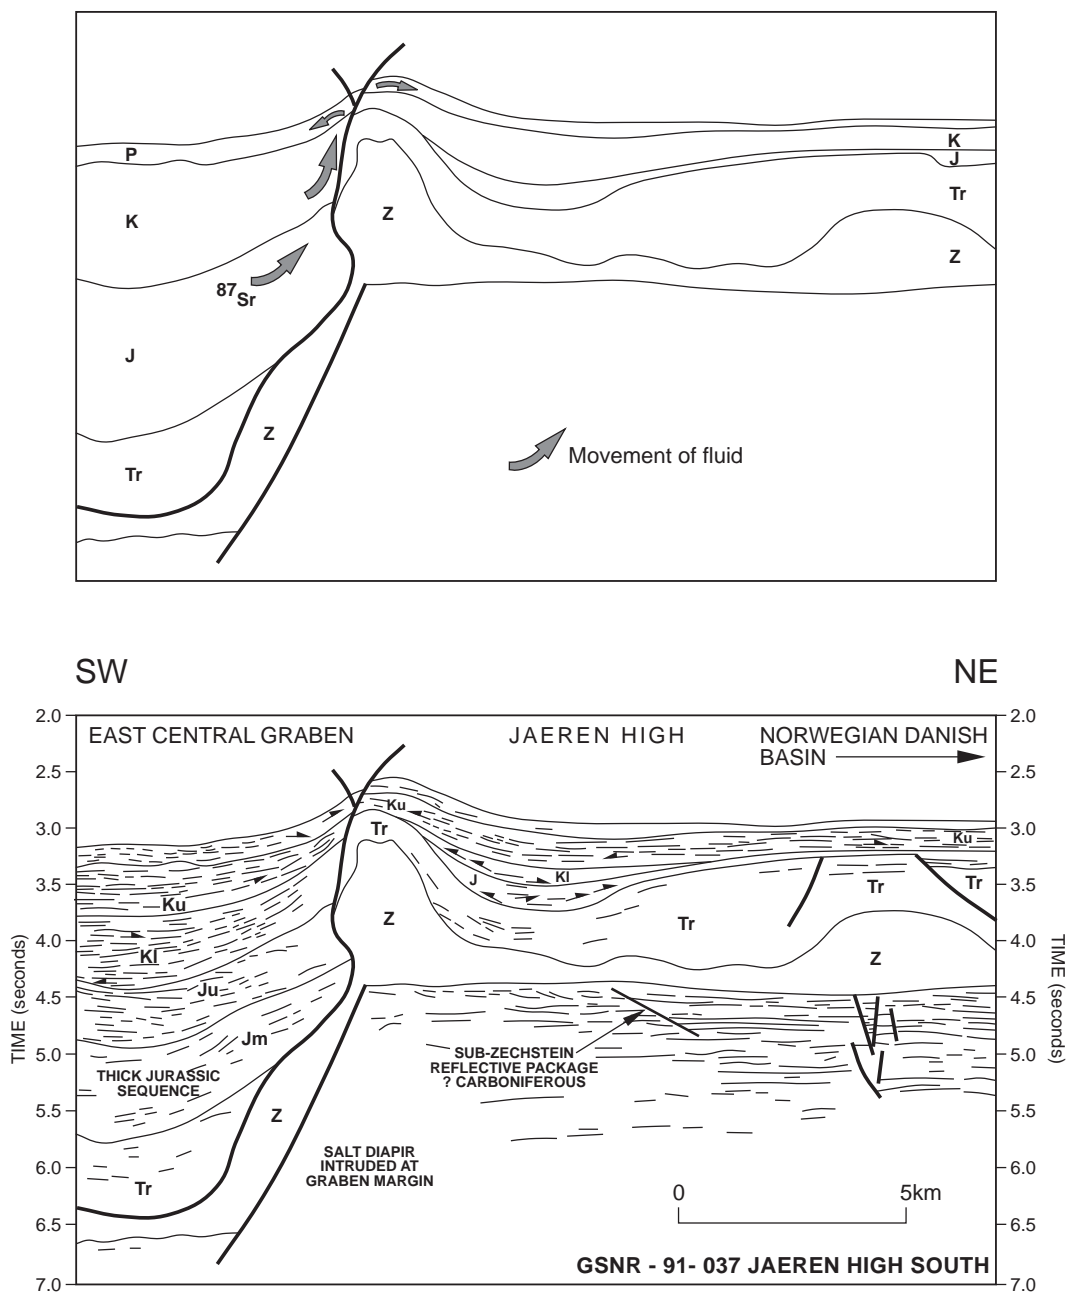 P
K
K
J
Tr
Z
Z
87Sr
J
Z
Movement of fluid
Tr
SW
NE
2.0
2.0
EAST CENTRAL GRABEN
JAEREN HIGH
NORWEGIAN DANISH
BASIN
2.5
2.5
Ku
3.0
3.0
Tr
Ku
J
Kl
3.5
3.5
Tr
Tr
Ku
Z
Tr
4.0
4.0
Kl
Z
TIME (seconds)
TIME (seconds)
Ju
4.5
4.5
Jm
5.0
5.0
SUB-ZECHSTEIN
REFLECTIVE PACKAGE
? CARBONIFEROUS
THICK JURASSIC
SEQUENCE
Z
5.5
5.5
SALT DIAPIR
INTRUDED AT
GRABEN MARGIN
6.0
6.0
Tr
0
5km
6.5
6.5
GSNR - 91- 037 JAEREN HIGH SOUTH
7.0
7.0